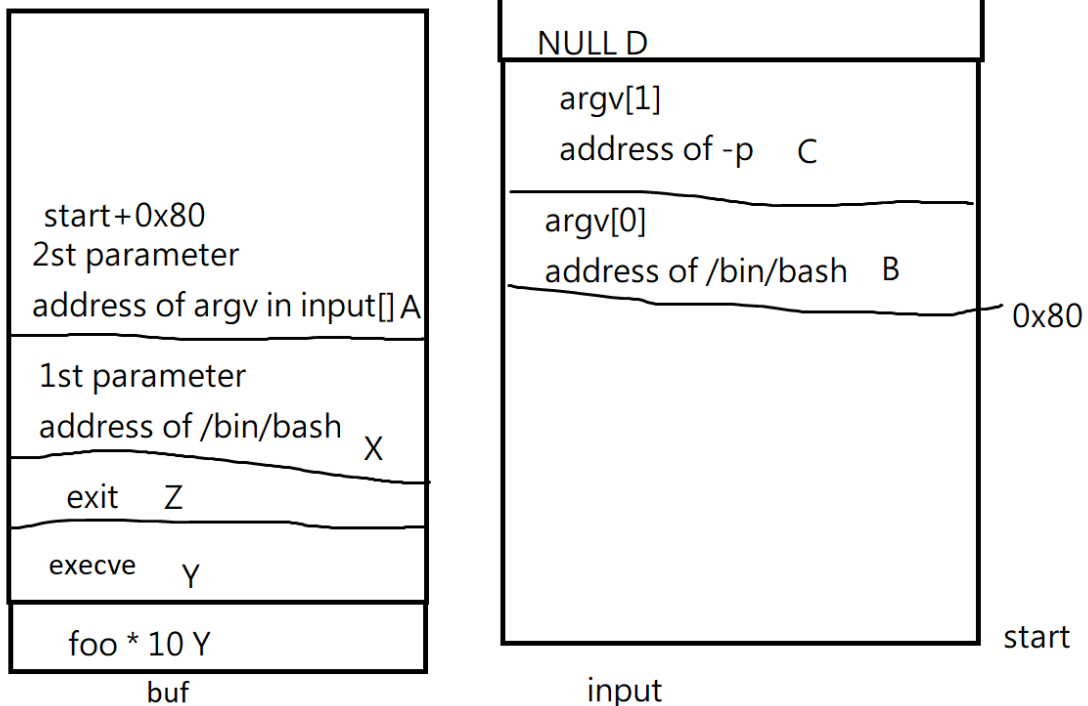 start+0x80
2st parameter
address of argv in input[] A
1st parameter
address of /bin/bash X
exit Z
execve Y
foo * 10 Y
buf
NULL D
argv[1]
address of -p C
argv[0]
address of /bin/bash B
0x80
start
input